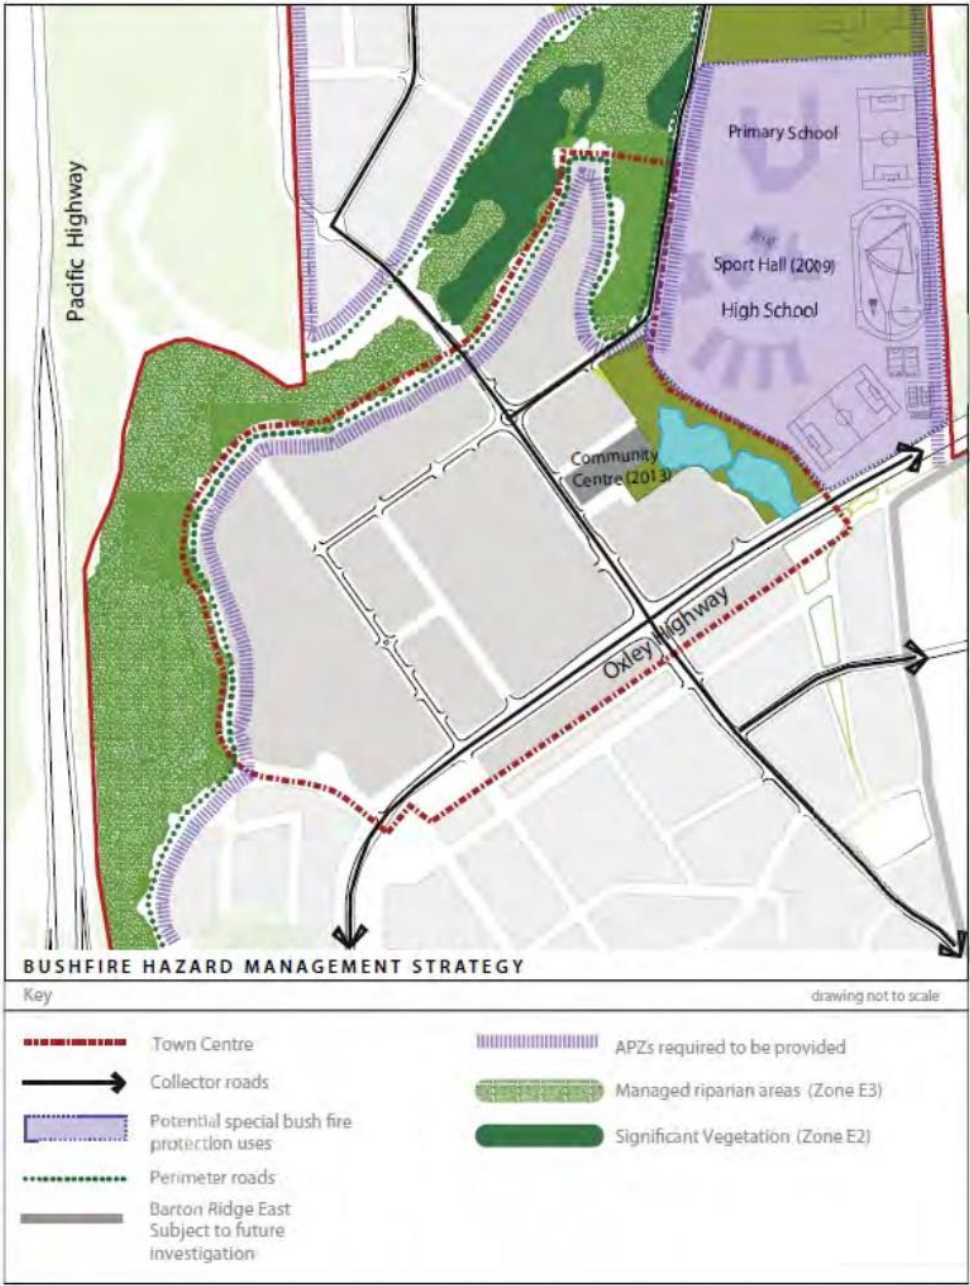 Primary School
Pacific Highway
Sport Hall (2009)
High School
Community
Centre (2013)
Oxley Highway
BUSHFIRE HAZARD MANAGEMENT STRATEGY
Key
drawing not to scale
Town Centre
Collector roads
Potential special bush fire
protection uses
Perimeter roads
Barton Ridge East
Subject to future
investigation
APZs required to be provided
Managed riparian areas (Zone E3)
Significant Vegetation (Zone E2)